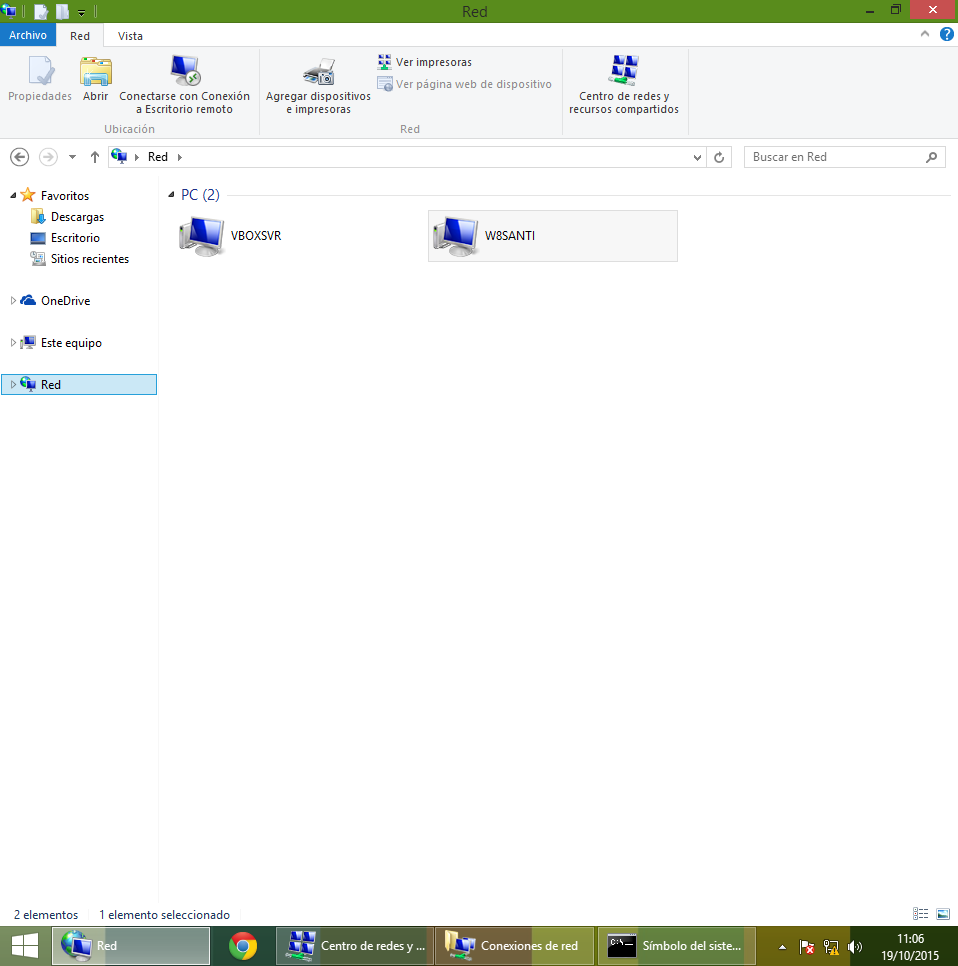 Red
Archivo
Red
Vista
Propiedades
Abrir
Conectarse con Conexión
a Escritorio remoto
Ubicación
Agregar dispositivos
e impresoras
Ver impresoras
Ver página web de dispositivo
Red
Centro de redes y
recursos compartidos
Red
Buscar en Red
Favoritos
Descargas
Escritorio
Sitios recientes
OneDrive
Este equipo
Red
PC (2)
VBOXSVR
W8SANTI
2 elementos
1 elemento seleccionado
Red
Centro de redes y ...
Conexiones de red
C:\.
Símbolo del siste...
11:06
19/10/2015